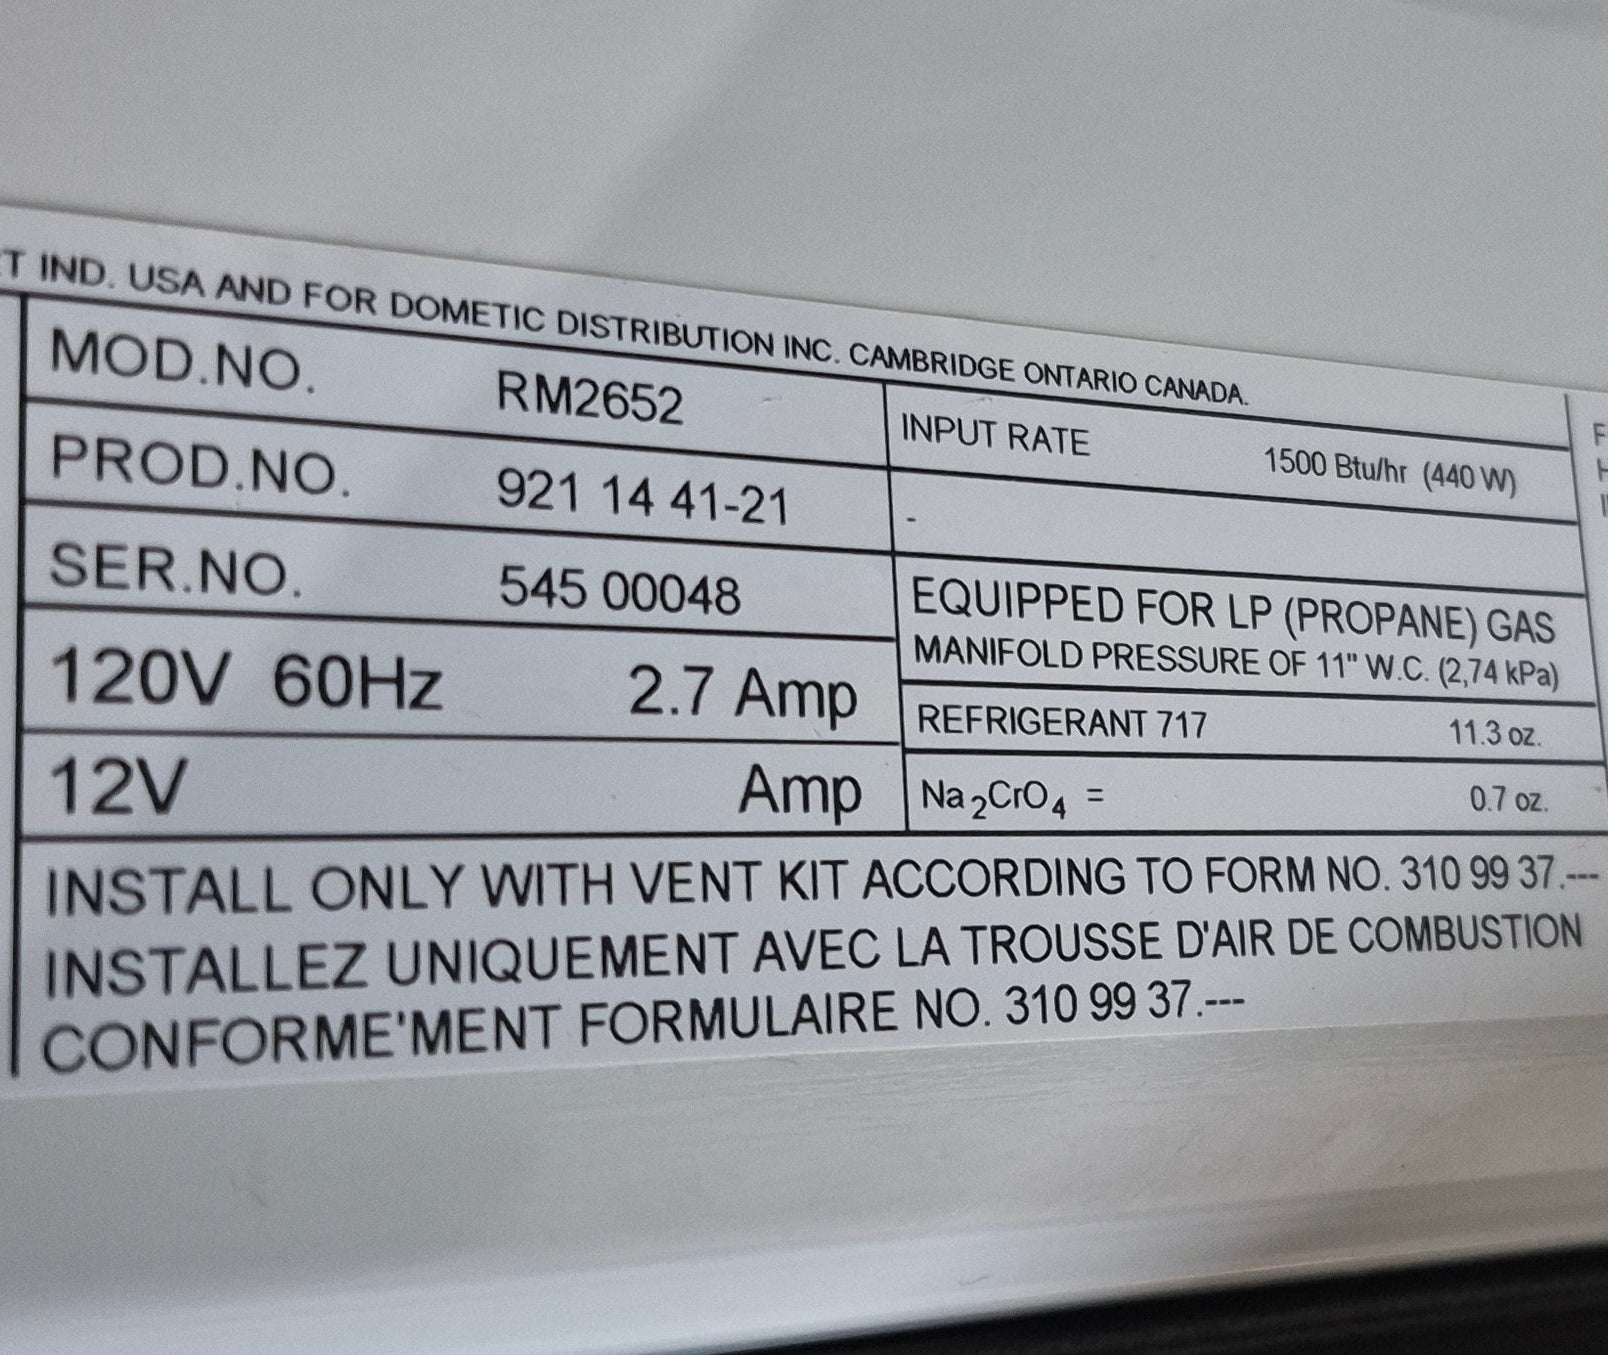 T IND. USA AND FOR DOMETIC DISTRIBUTION INC. CAMBRIDGE ONTARIO CANADA.
MOD.NO. RM2652
PROD.NO. 921 14 41-21
SER.NO. 545 00048
120V 60Hz 2.7 Amp
12V Amp
INPUT RATE 1500 Btu/hr (440 W)
-
EQUIPPED FOR LP (PROPANE) GAS
MANIFOLD PRESSURE OF 11" W.C. (2,74 kPa)
REFRIGERANT 717 11.3 oz.
Na₂CrO₄ = 0.7 oz.
INSTALL ONLY WITH VENT KIT ACCORDING TO FORM NO. 310 99 37.---
INSTALLEZ UNIQUEMENT AVEC LA TROUSSE D'AIR DE COMBUSTION
CONFORME'MENT FORMULAIRE NO. 310 99 37.---